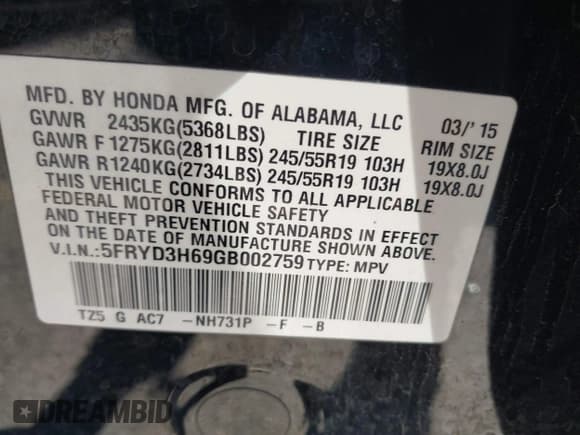 MFD. BY HONDA MFG. OF ALABAMA, LLC 03/'15
GVWR 2435KG(5368LBS) TIRE SIZE RIM SIZE
GAWR F 1275KG(2811LBS) 245/55R19 103H 19X8.0J
GAWR R 1240KG(2734LBS) 245/55R19 103H 19X8.0J
THIS VEHICLE CONFORMS TO ALL APPLICABLE
FEDERAL MOTOR VEHICLE SAFETY
AND THEFT PREVENTION STANDARDS IN EFFECT
ON THE DATE OF MANUFACTURE SHOWN ABOVE.
V.I.N.:5FRYD3H69GB002759 TYPE: MPV
TZ5 G AC7 -NH731P -F -B
DREAMBID